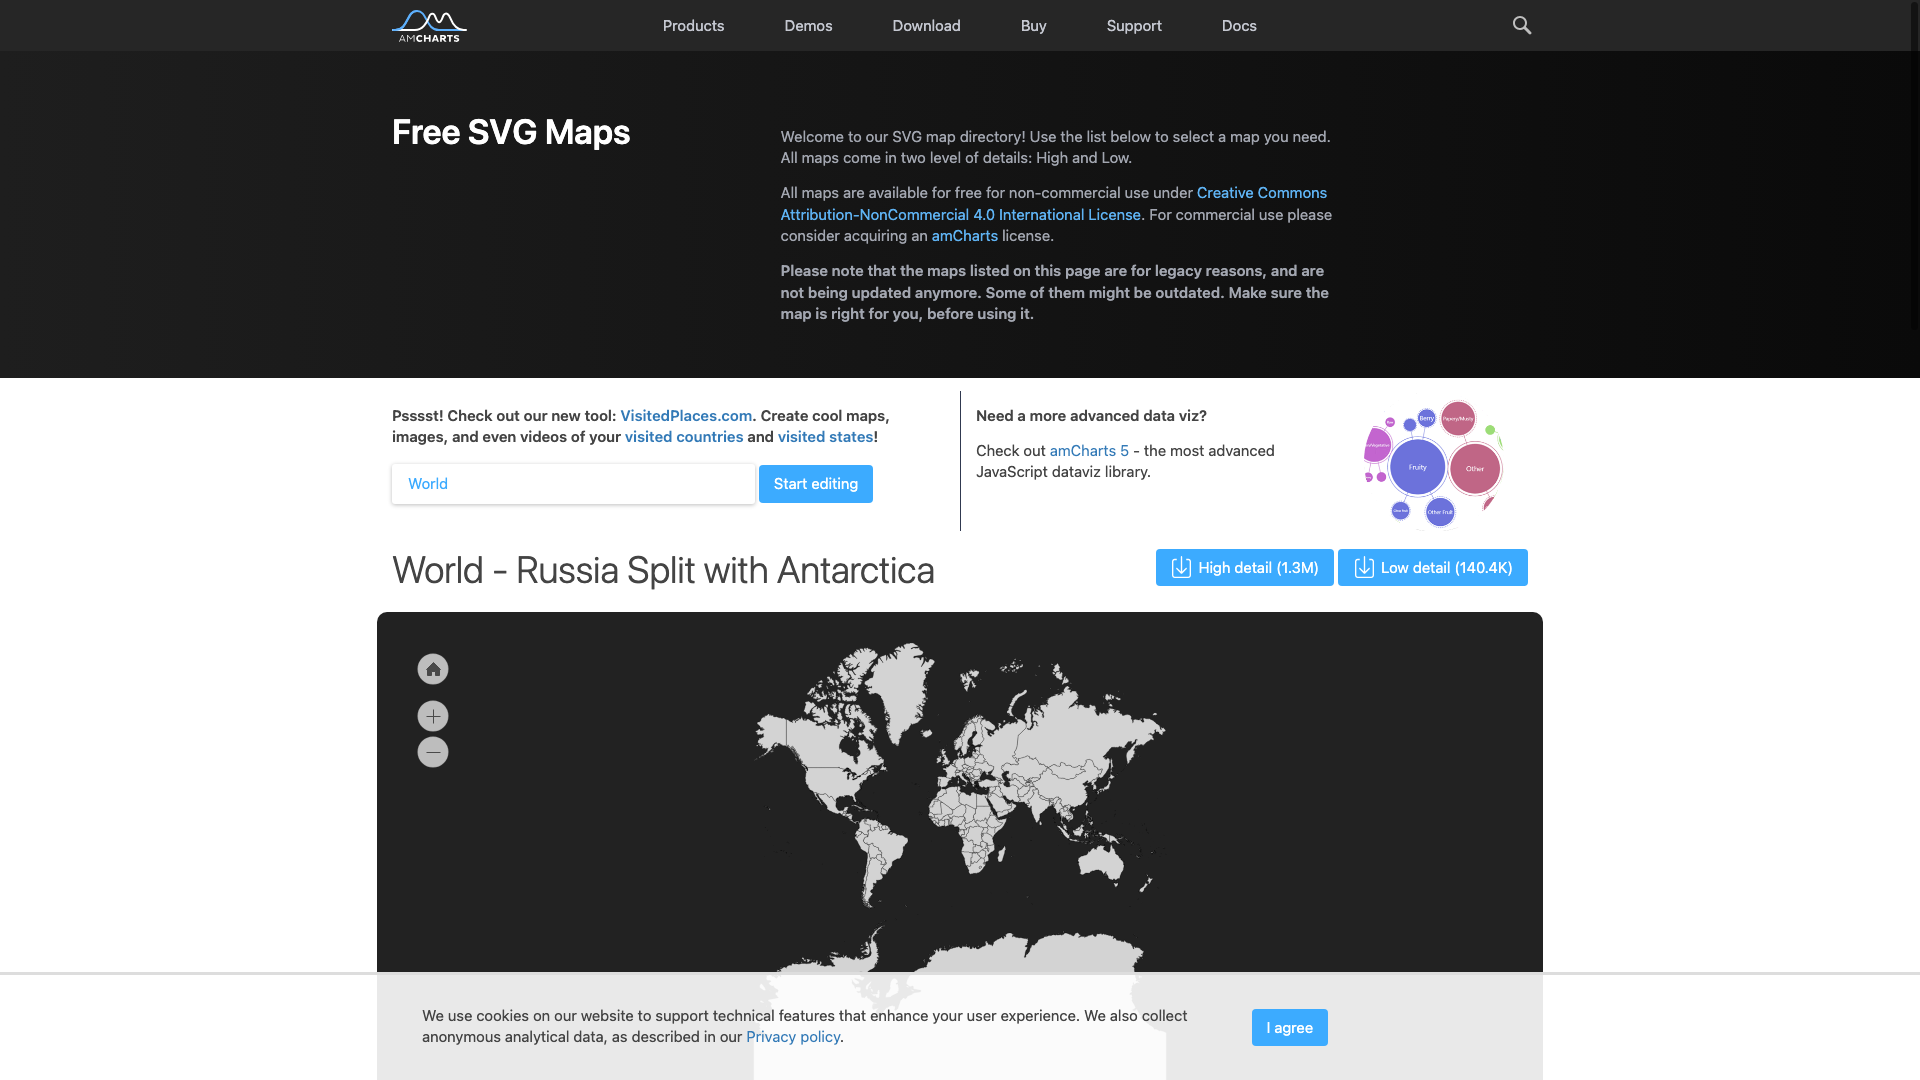 AMCHARTS
Products
Demos
Download
Buy
Support
Docs
Free SVG Maps
Welcome to our SVG map directory! Use the list below to select a map you need.
All maps come in two level of details: High and Low.
All maps are available for free for non-commercial use under Creative Commons
Attribution-NonCommercial 4.0 International License. For commercial use please
consider acquiring an amCharts license.
Please note that the maps listed on this page are for legacy reasons, and are
not being updated anymore. Some of them might be outdated. Make sure the
map is right for you, before using it.
Psssst! Check out our new tool: VisitedPlaces.com. Create cool maps,
images, and even videos of your visited countries and visited states!
World
Start editing
Need a more advanced data viz?
Check out amCharts 5 - the most advanced
JavaScript dataviz library.
Berry
Papery/Musty
Fruity
Other
Other Fruit
World - Russia Split with Antarctica
High detail (1.3M)
Low detail (140.4K)
We use cookies on our website to support technical features that enhance your user experience. We also collect
anonymous analytical data, as described in our Privacy policy.
I agree